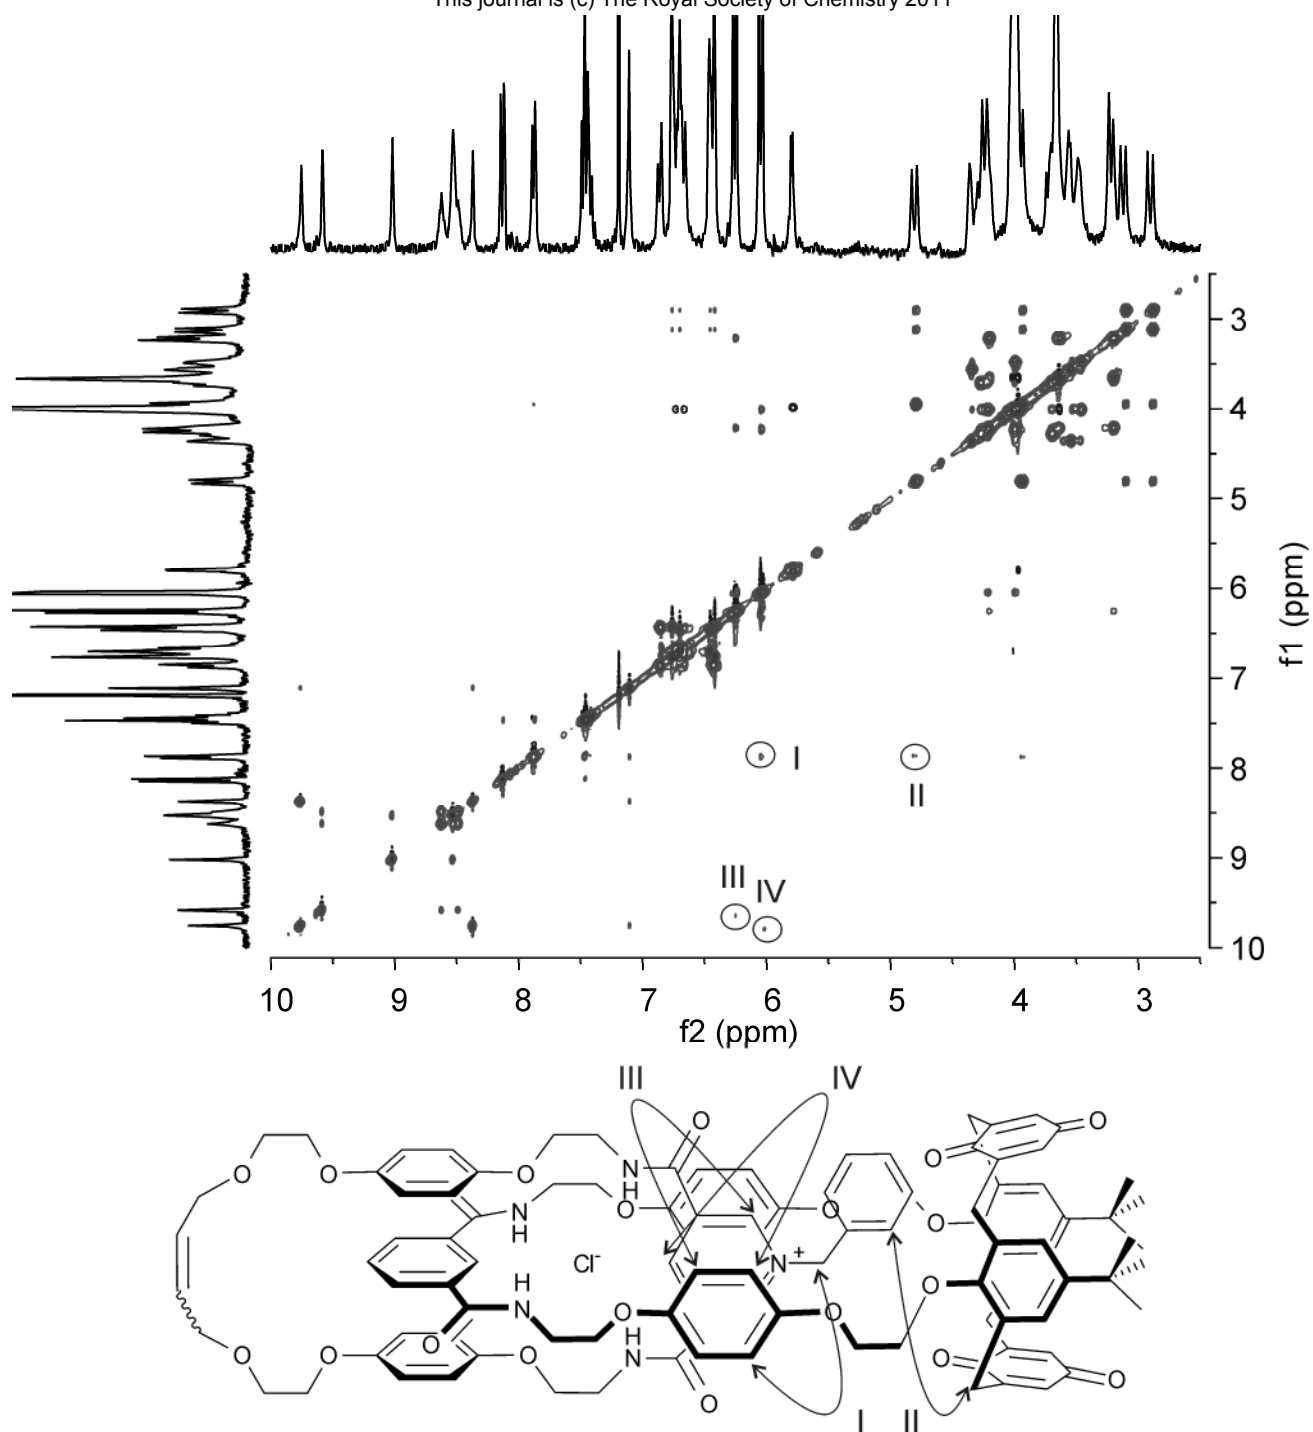 This journal is (c) The Royal Society of Chemistry 2011
3
4
5
6
7
8
9
10
f1 (ppm)
I
II
III
IV
10
9
8
7
6
5
4
3
f2 (ppm)
III
IV
O
O
O
O
O
N
H
O
N
H
O
O
O
O
N
+
Cl-
H
N
O
O
O
O
O
O
O
O
H
N
O
O
O
I
II